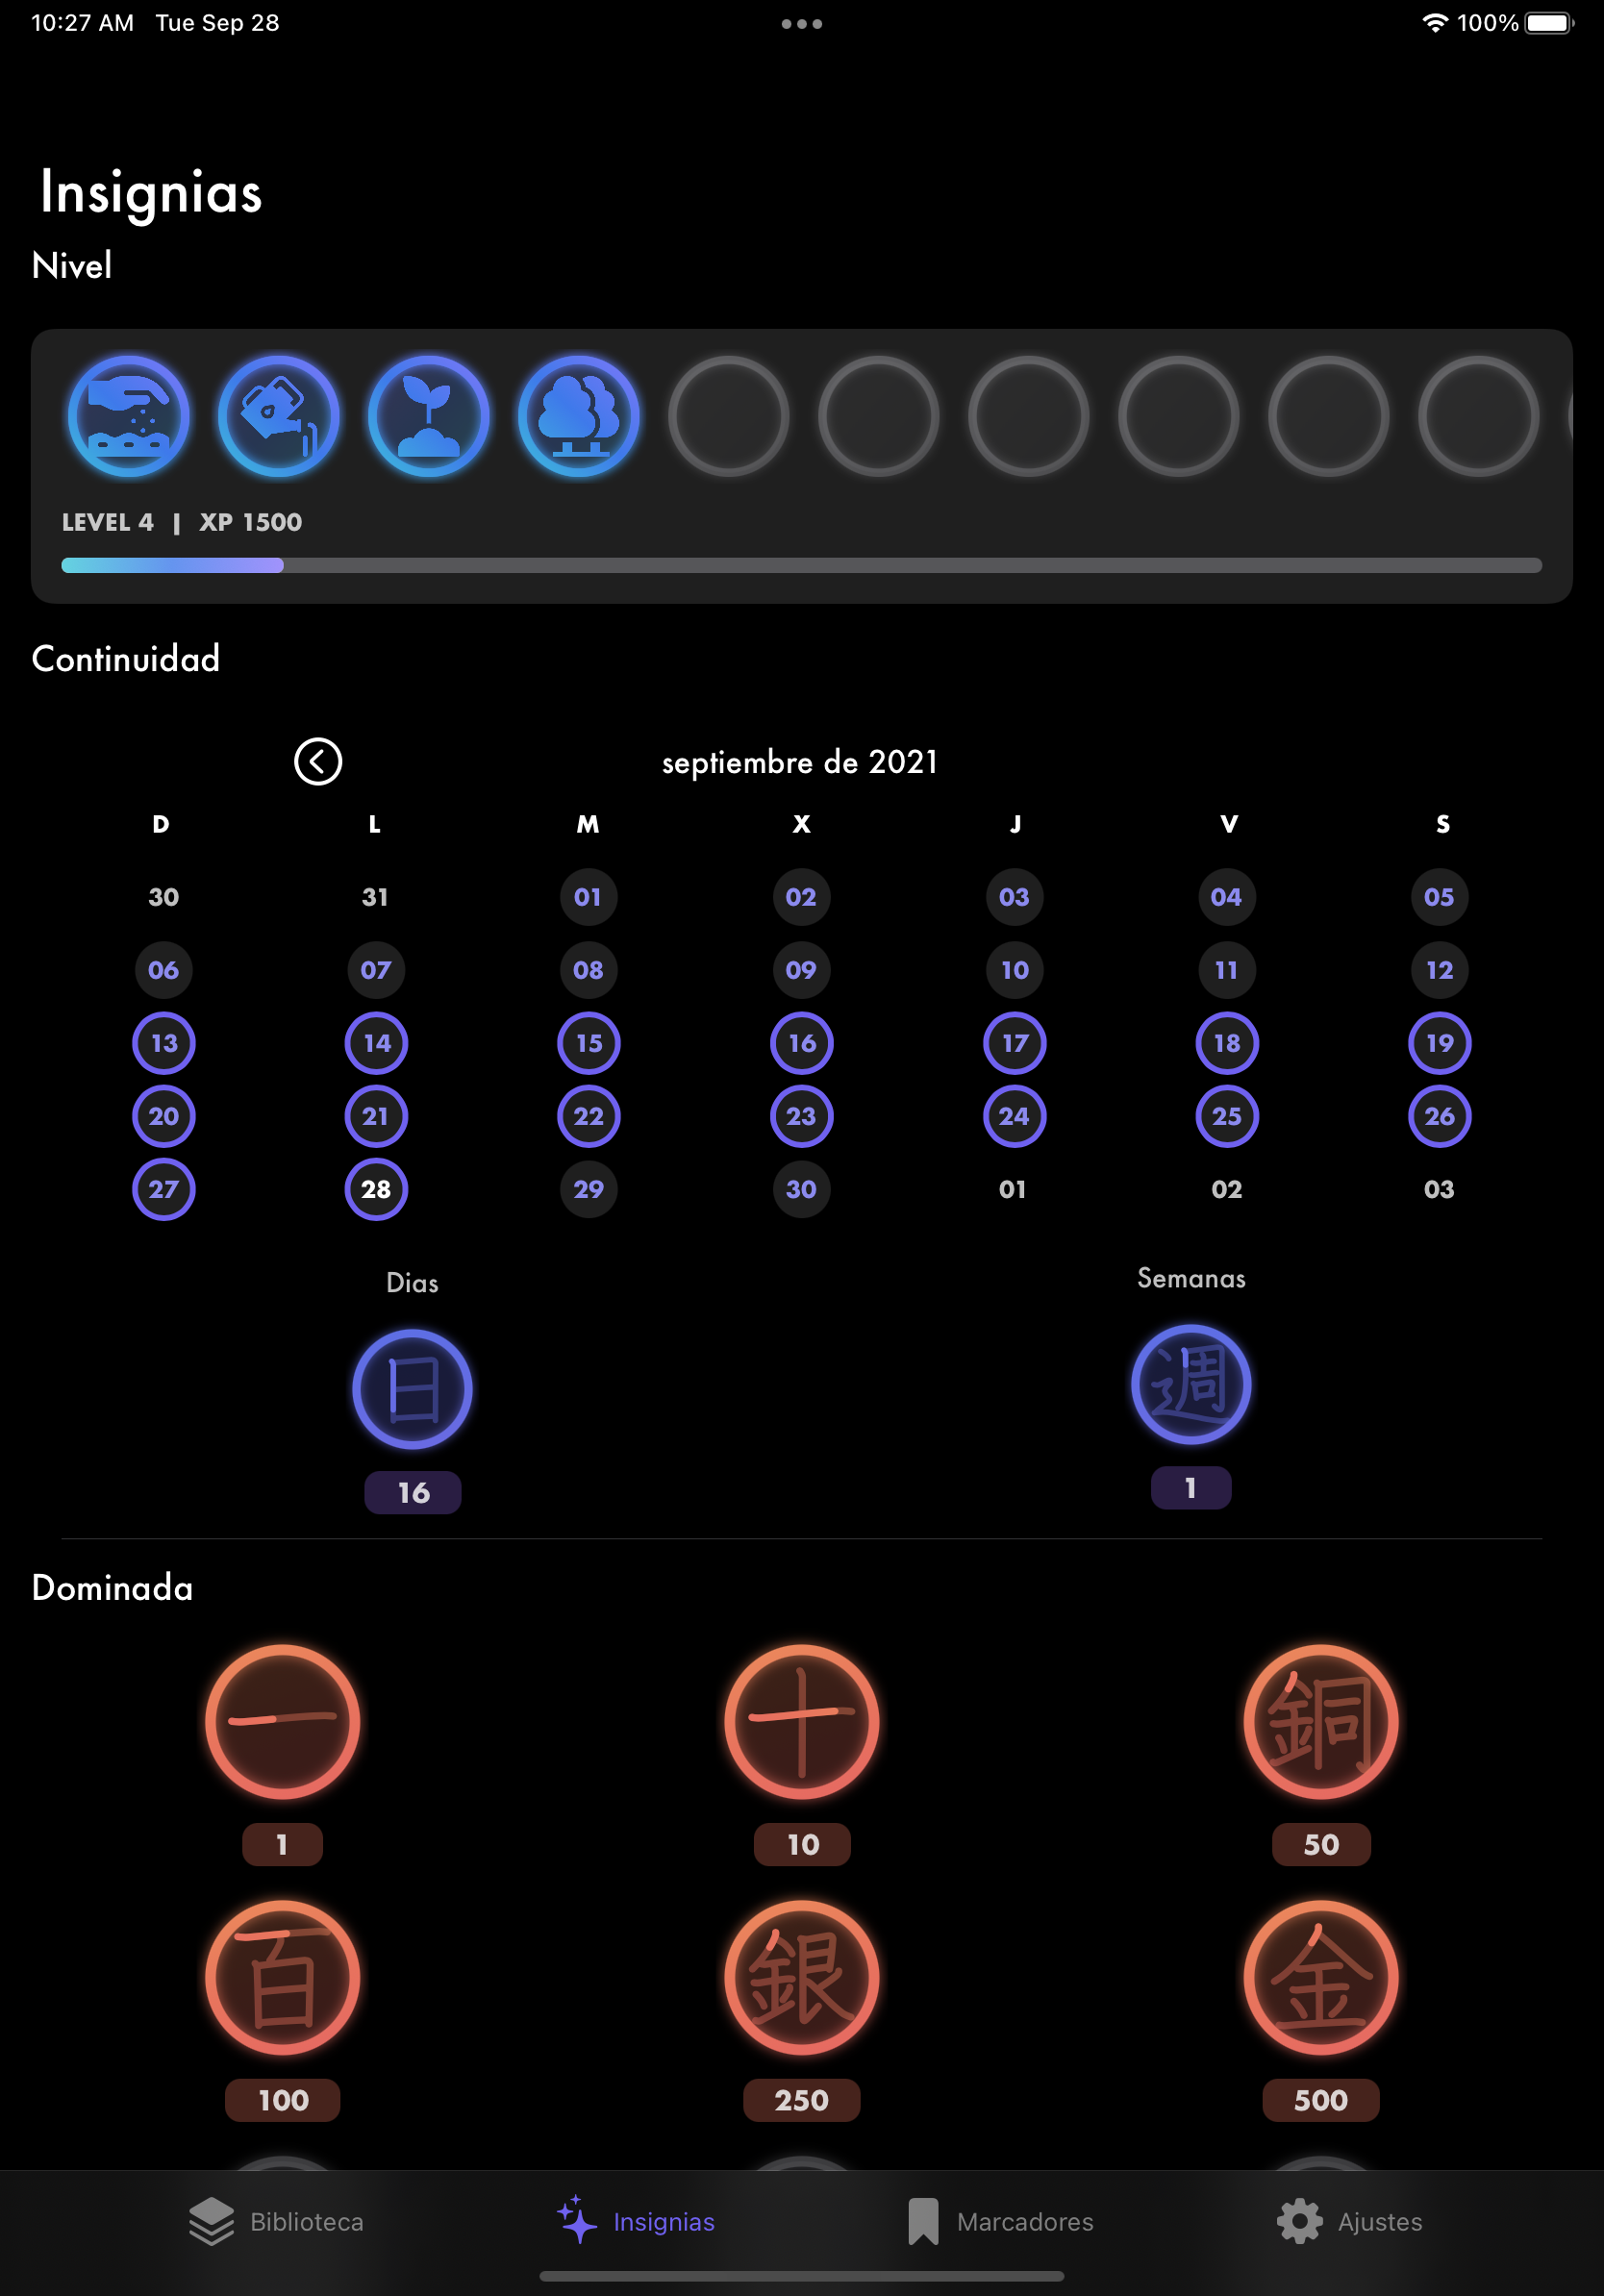 10:27 AM Tue Sep 28 100%
Insignias
Nivel
LEVEL 4 | XP 1500
Continuidad
septiembre de 2021
D L M X J V S
30 31 01 02 03 04 05
06 07 08 09 10 11 12
13 14 15 16 17 18 19
20 21 22 23 24 25 26
27 28 29 30 01 02 03
Dias Semanas
日 週
16 1
Dominada
一 十 銅
1 10 50
百 銀 金
100 250 500
Biblioteca Insignias Marcadores Ajustes